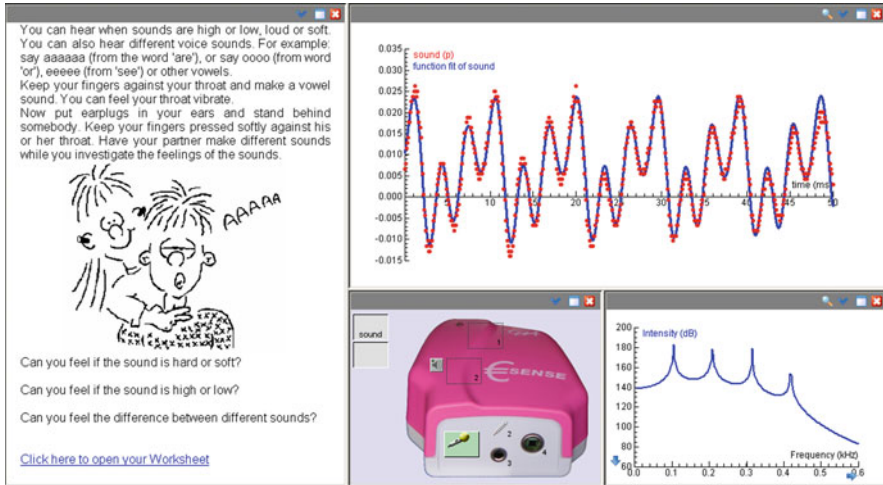 You can hear when sounds are high or low, loud or soft.
You can also hear different voice sounds. For example:
say aaaaaa (from the word 'are'), or say oooo (from word
'or'), eeeee (from 'see') or other vowels.
Keep your fingers against your throat and make a vowel
sound. You can feel your throat vibrate.
Now put earplugs in your ears and stand behind
somebody. Keep your fingers pressed softly against his
or her throat. Have your partner make different sounds
while you investigate the feelings of the sounds.
AAAAA
Can you feel if the sound is hard or soft?
Can you feel if the sound is high or low?
Can you feel the difference between different sounds?
Click here to open your Worksheet
0.035
sound (p)
function fit of sound
0.030
0.025
0.020
0.015
0.010
0.005
time (ms)
0.000
10 20 30 40 50
-0.005
-0.010
-0.015
sound
1
2
€SENSE
2
3
4
200
Intensity (dB)
180
160
140
120
100
80
Frequency (kHz)
60
0.0 0.1 0.2 0.3 0.4 0.5 0.6